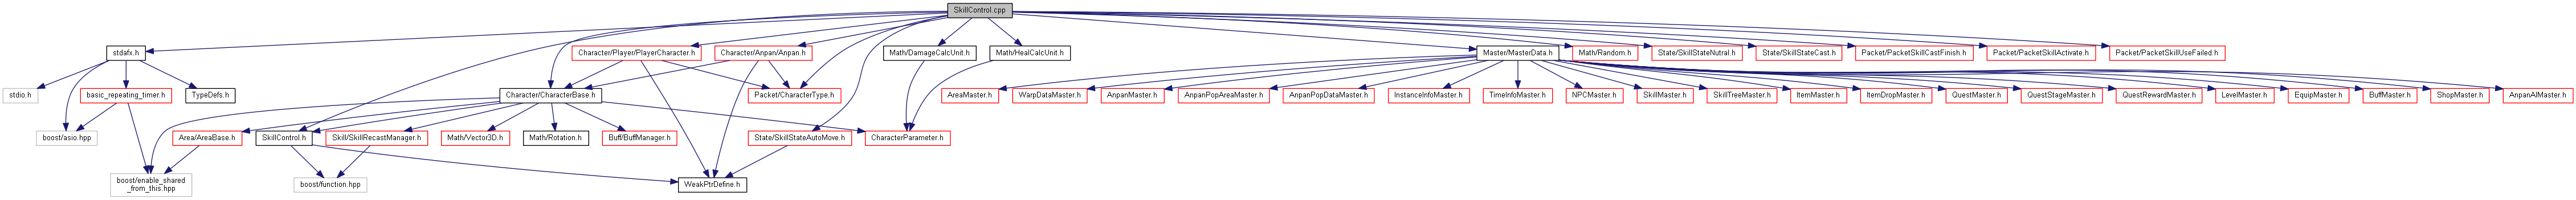 SkillControl.cpp
stdafx.h
Character/Player/PlayerCharacter.h
Character/Anpan/Anpan.h
Math/DamageCalcUnit.h
Math/HealCalcUnit.h
Master/MasterData.h
Math/Random.h
State/SkillStateNutral.h
State/SkillStateCast.h
Packet/PacketSkillCastFinish.h
Packet/PacketSkillActivate.h
Packet/PacketSkillUseFailed.h
stdio.h
basic_repeating_timer.h
TypeDefs.h
Character/CharacterBase.h
Packet/CharacterType.h
AreaMaster.h
WarpDataMaster.h
AnpanMaster.h
AnpanPopAreaMaster.h
AnpanPopDataMaster.h
InstanceInfoMaster.h
TimeInfoMaster.h
NPCMaster.h
SkillMaster.h
SkillTreeMaster.h
ItemMaster.h
ItemDropMaster.h
QuestMaster.h
QuestStageMaster.h
QuestRewardMaster.h
LevelMaster.h
EquipMaster.h
BuffMaster.h
ShopMaster.h
AnpanAIMaster.h
boost/asio.hpp
Area/AreaBase.h
SkillControl.h
Skill/SkillRecastManager.h
Math/Vector3D.h
Math/Rotation.h
Buff/BuffManager.h
State/SkillStateAutoMove.h
CharacterParameter.h
boost/enable_shared
_from_this.hpp
boost/function.hpp
WeakPtrDefine.h